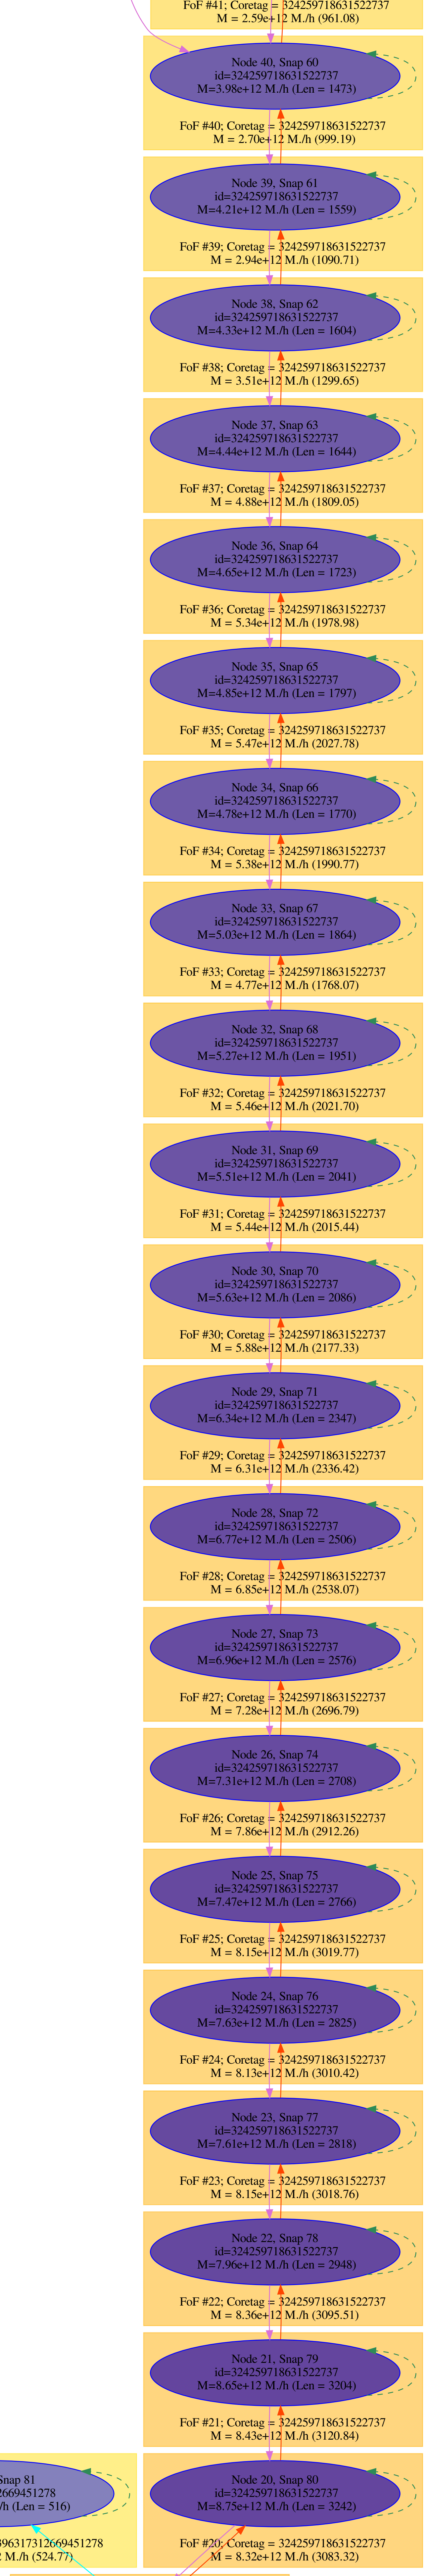 FoF #41; Coretag = 324259718631522737
M = 2.59e+12 M./h (961.08)
Node 40, Snap 60
id=324259718631522737
M=3.98e+12 M./h (Len = 1473)
FoF #40; Coretag = 324259718631522737
M = 2.70e+12 M./h (999.19)
Node 39, Snap 61
id=324259718631522737
M=4.21e+12 M./h (Len = 1559)
FoF #39; Coretag = 324259718631522737
M = 2.94e+12 M./h (1090.71)
Node 38, Snap 62
id=324259718631522737
M=4.33e+12 M./h (Len = 1604)
FoF #38; Coretag = 324259718631522737
M = 3.51e+12 M./h (1299.65)
Node 37, Snap 63
id=324259718631522737
M=4.44e+12 M./h (Len = 1644)
FoF #37; Coretag = 324259718631522737
M = 4.88e+12 M./h (1809.05)
Node 36, Snap 64
id=324259718631522737
M=4.65e+12 M./h (Len = 1723)
FoF #36; Coretag = 324259718631522737
M = 5.34e+12 M./h (1978.98)
Node 35, Snap 65
id=324259718631522737
M=4.85e+12 M./h (Len = 1797)
FoF #35; Coretag = 324259718631522737
M = 5.47e+12 M./h (2027.78)
Node 34, Snap 66
id=324259718631522737
M=4.78e+12 M./h (Len = 1770)
FoF #34; Coretag = 324259718631522737
M = 5.38e+12 M./h (1990.77)
Node 33, Snap 67
id=324259718631522737
M=5.03e+12 M./h (Len = 1864)
FoF #33; Coretag = 324259718631522737
M = 4.77e+12 M./h (1768.07)
Node 32, Snap 68
id=324259718631522737
M=5.27e+12 M./h (Len = 1951)
FoF #32; Coretag = 324259718631522737
M = 5.46e+12 M./h (2021.70)
Node 31, Snap 69
id=324259718631522737
M=5.51e+12 M./h (Len = 2041)
FoF #31; Coretag = 324259718631522737
M = 5.44e+12 M./h (2015.44)
Node 30, Snap 70
id=324259718631522737
M=5.63e+12 M./h (Len = 2086)
FoF #30; Coretag = 324259718631522737
M = 5.88e+12 M./h (2177.33)
Node 29, Snap 71
id=324259718631522737
M=6.34e+12 M./h (Len = 2347)
FoF #29; Coretag = 324259718631522737
M = 6.31e+12 M./h (2336.42)
Node 28, Snap 72
id=324259718631522737
M=6.77e+12 M./h (Len = 2506)
FoF #28; Coretag = 324259718631522737
M = 6.85e+12 M./h (2538.07)
Node 27, Snap 73
id=324259718631522737
M=6.96e+12 M./h (Len = 2576)
FoF #27; Coretag = 324259718631522737
M = 7.28e+12 M./h (2696.79)
Node 26, Snap 74
id=324259718631522737
M=7.31e+12 M./h (Len = 2708)
FoF #26; Coretag = 324259718631522737
M = 7.86e+12 M./h (2912.26)
Node 25, Snap 75
id=324259718631522737
M=7.47e+12 M./h (Len = 2766)
FoF #25; Coretag = 324259718631522737
M = 8.15e+12 M./h (3019.77)
Node 24, Snap 76
id=324259718631522737
M=7.63e+12 M./h (Len = 2825)
FoF #24; Coretag = 324259718631522737
M = 8.13e+12 M./h (3010.42)
Node 23, Snap 77
id=324259718631522737
M=7.61e+12 M./h (Len = 2818)
FoF #23; Coretag = 324259718631522737
M = 8.15e+12 M./h (3018.76)
Node 22, Snap 78
id=324259718631522737
M=7.96e+12 M./h (Len = 2948)
FoF #22; Coretag = 324259718631522737
M = 8.36e+12 M./h (3095.51)
Node 21, Snap 79
id=324259718631522737
M=8.65e+12 M./h (Len = 3204)
FoF #21; Coretag = 324259718631522737
M = 8.43e+12 M./h (3120.84)
Snap 81
2669451278
/h (Len = 516)
396317312669451278
2 M./h (524.77)
Node 20, Snap 80
id=324259718631522737
M=8.75e+12 M./h (Len = 3242)
FoF #20; Coretag = 324259718631522737
M = 8.32e+12 M./h (3083.32)